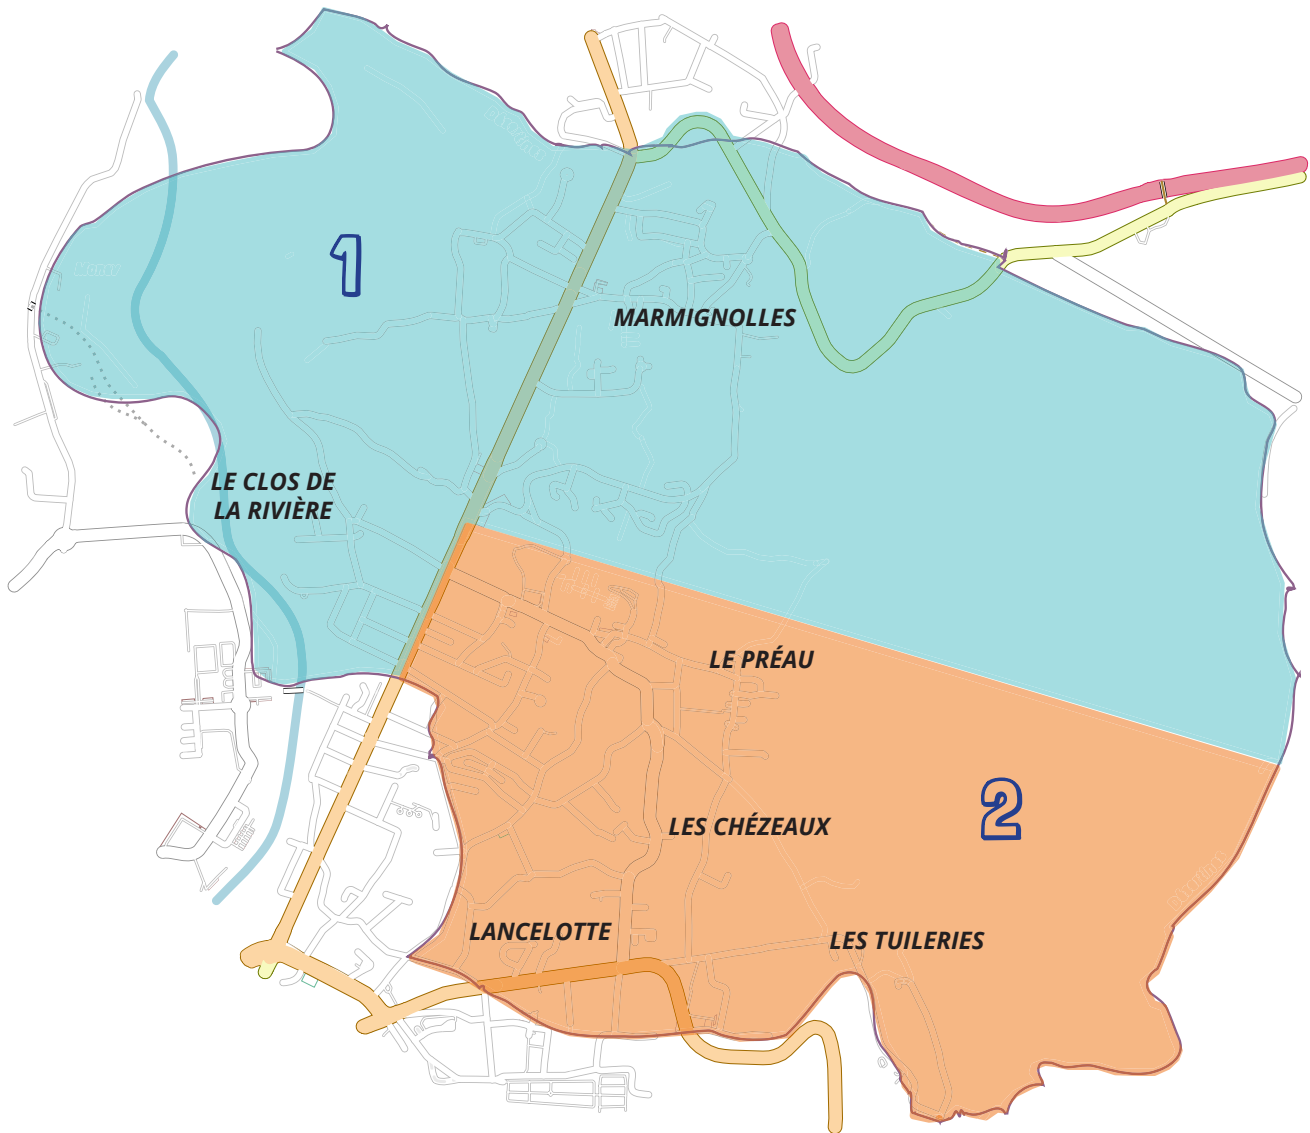 1
MARMIGNOLLES
LE CLOS DE
LA RIVIÈRE
LE PRÉAU
2
LES CHÉZEAUX
LANCELOTTE
LES TUILERIES